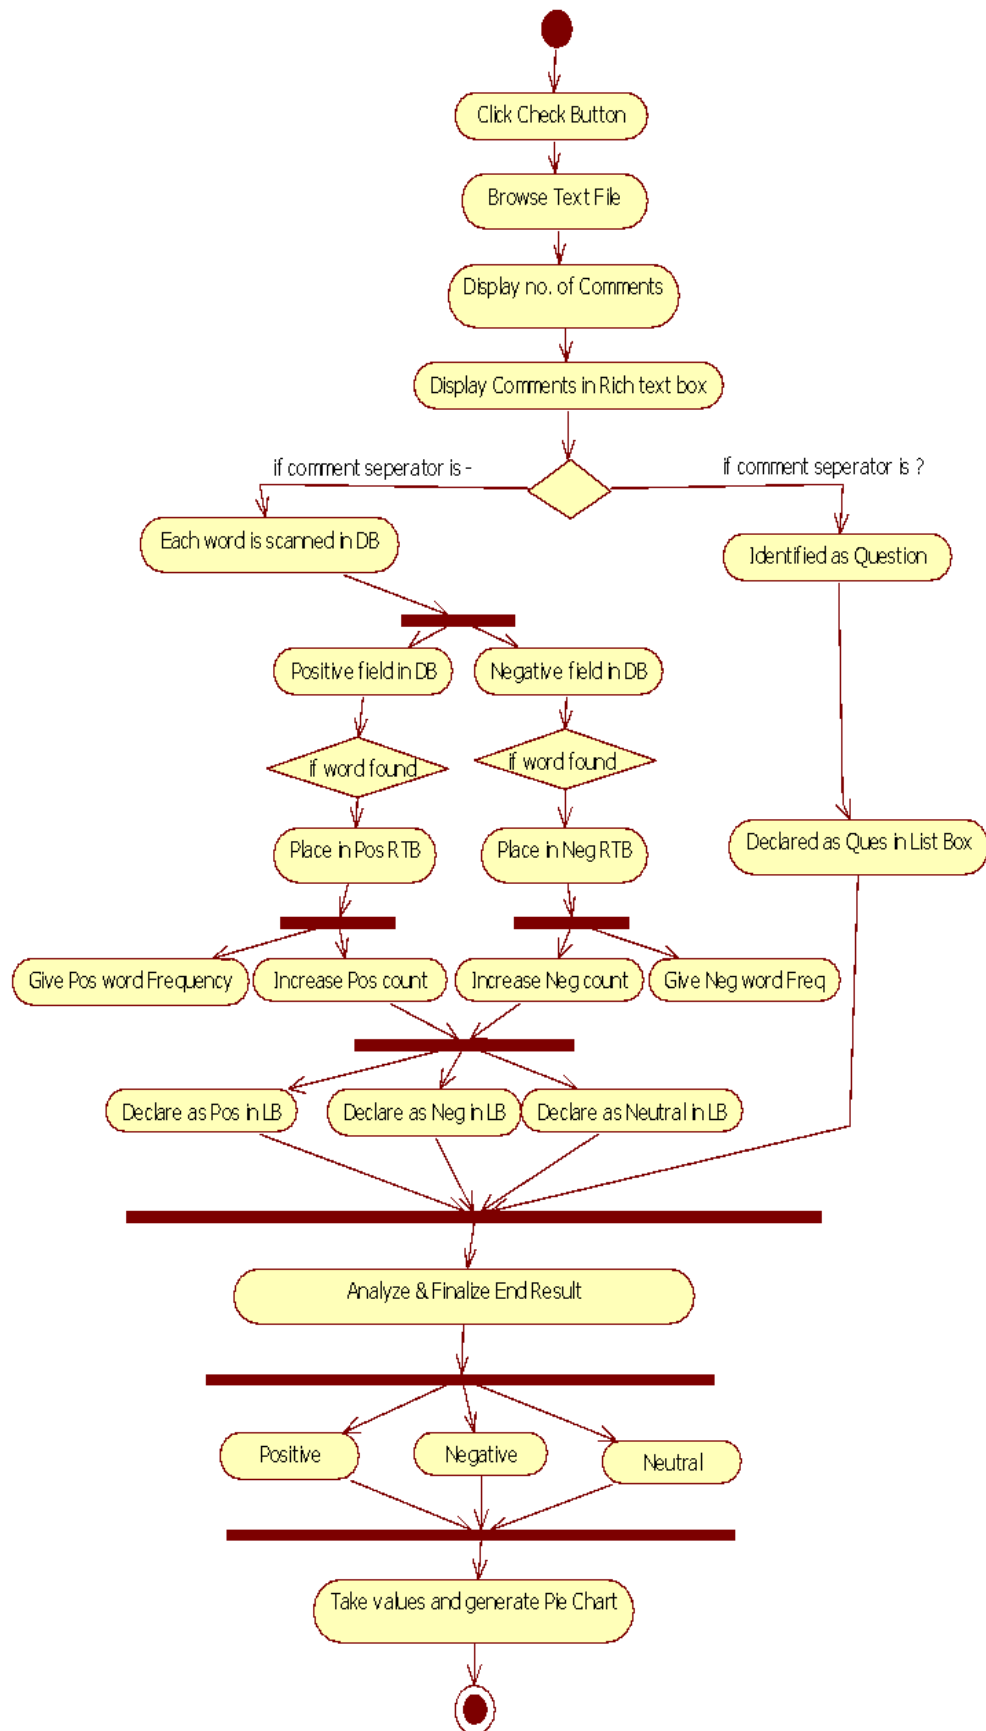 Click Check Button
Browse Text File
Display no. of Comments
Display Comments in Rich text box
if comment seperator is -
if comment seperator is ?
Each word is scanned in DB
Identified as Question
Positive field in DB
Negative field in DB
if word found
if word found
Place in Pos RTB
Place in Neg RTB
Declared as Ques in List Box
Give Pos word Frequency
Increase Pos count
Increase Neg count
Give Neg word Freq
Declare as Pos in LB
Declare as Neg in LB
Declare as Neutral in LB
Analyze & Finalize End Result
Positive
Negative
Neutral
Take values and generate Pie Chart